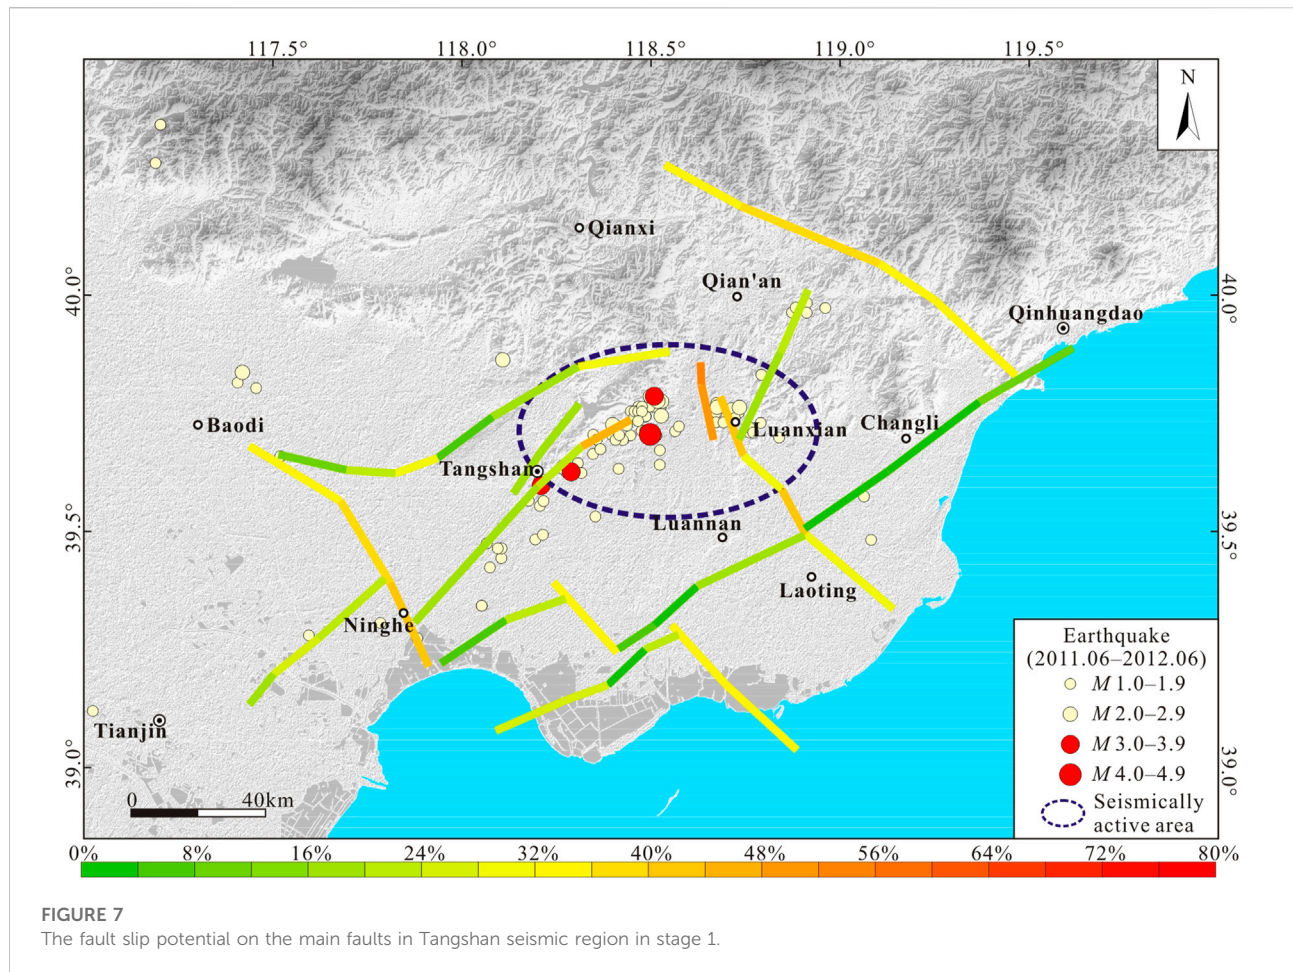 117.5° 118.0° 118.5° 119.0° 119.5°
N
Qianxi
40.0°
Qian'an
40.0°
Qinhuangdao
Baodi
Changli
Luanxian
Tangshan
39.5°
Luannan
39.5°
Laoting
Ninghe
Earthquake
(2011.06–2012.06)
M 1.0–1.9
M 2.0–2.9
M 3.0–3.9
M 4.0–4.9
Seismically
active area
Tianjin
39.0°
39.0°
0 40km
0% 8% 16% 24% 32% 40% 48% 56% 64% 72% 80%
FIGURE 7
The fault slip potential on the main faults in Tangshan seismic region in stage 1.